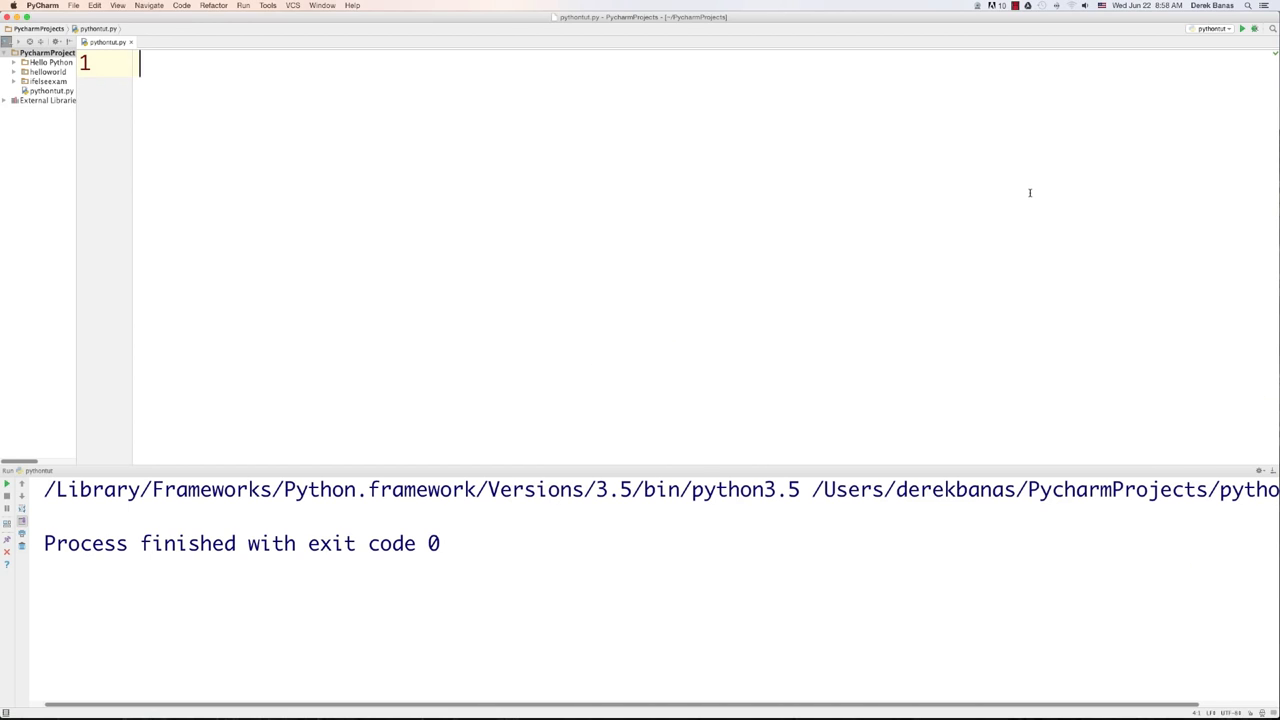 PyCharm File Edit View Navigate Code Refactor Run Tools VCS Window Help 10 Wed Jun 22 8:58 AM Derek Banas
pythontut.py - PycharmProjects - [~/PycharmProjects]
PycharmProjects pythontut.py pythontut
pythontut.py ×
PycharmProject
Hello Python
helloworld
ifelseexam
pythontut.py
External Librarie
1
Run pythontut
/Library/Frameworks/Python.framework/Versions/3.5/bin/python3.5 /Users/derekbanas/PycharmProjects/pytho
Process finished with exit code 0
4:1 LF÷ UTF-8÷